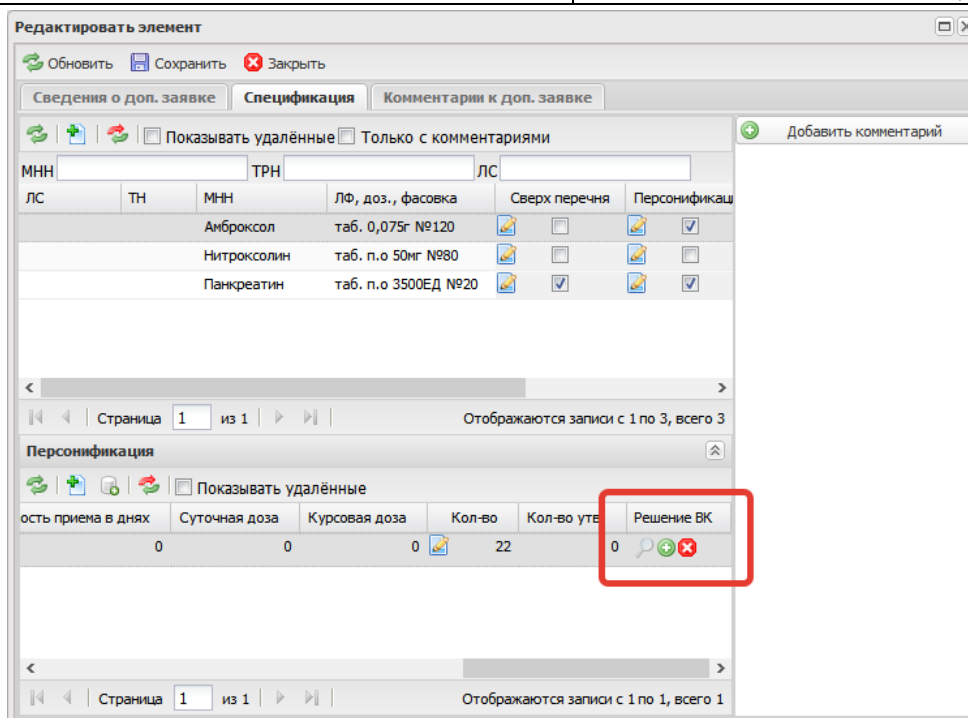 Редактировать элемент
Обновить Сохранить Закрыть
Сведения о доп. заявке Спецификация Комментарии к доп. заявке
Показывать удалённые Только с комментариями
Добавить комментарий
МНН ТРН ЛС
ЛС ТН МНН ЛФ, доз., фасовка Сверх перечня Персонификац
Амброксол таб. 0,075г №120
Нитроксолин таб. п.о 50мг №80
Панкреатин таб. п.о 3500ЕД №20
Страница 1 из 1 Отображаются записи с 1 по 3, всего 3
Персонификация
Показывать удалённые
ость приема в днях Суточная доза Курсовая доза Кол-во Кол-во утв Решение ВК
0 0 0 22 0
Страница 1 из 1 Отображаются записи с 1 по 1, всего 1